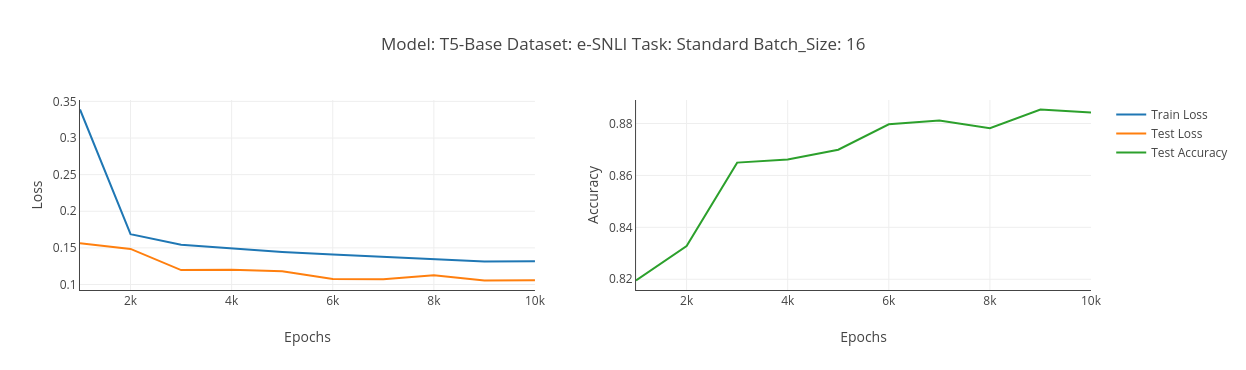 Model: T5-Base Dataset: e-SNLI Task: Standard Batch_Size: 16
0.35
0.3
0.25
0.2
0.15
0.1
Loss
2k
4k
6k
8k
10k
Epochs
0.88
0.86
0.84
0.82
Accuracy
2k
4k
6k
8k
10k
Epochs
Train Loss
Test Loss
Test Accuracy